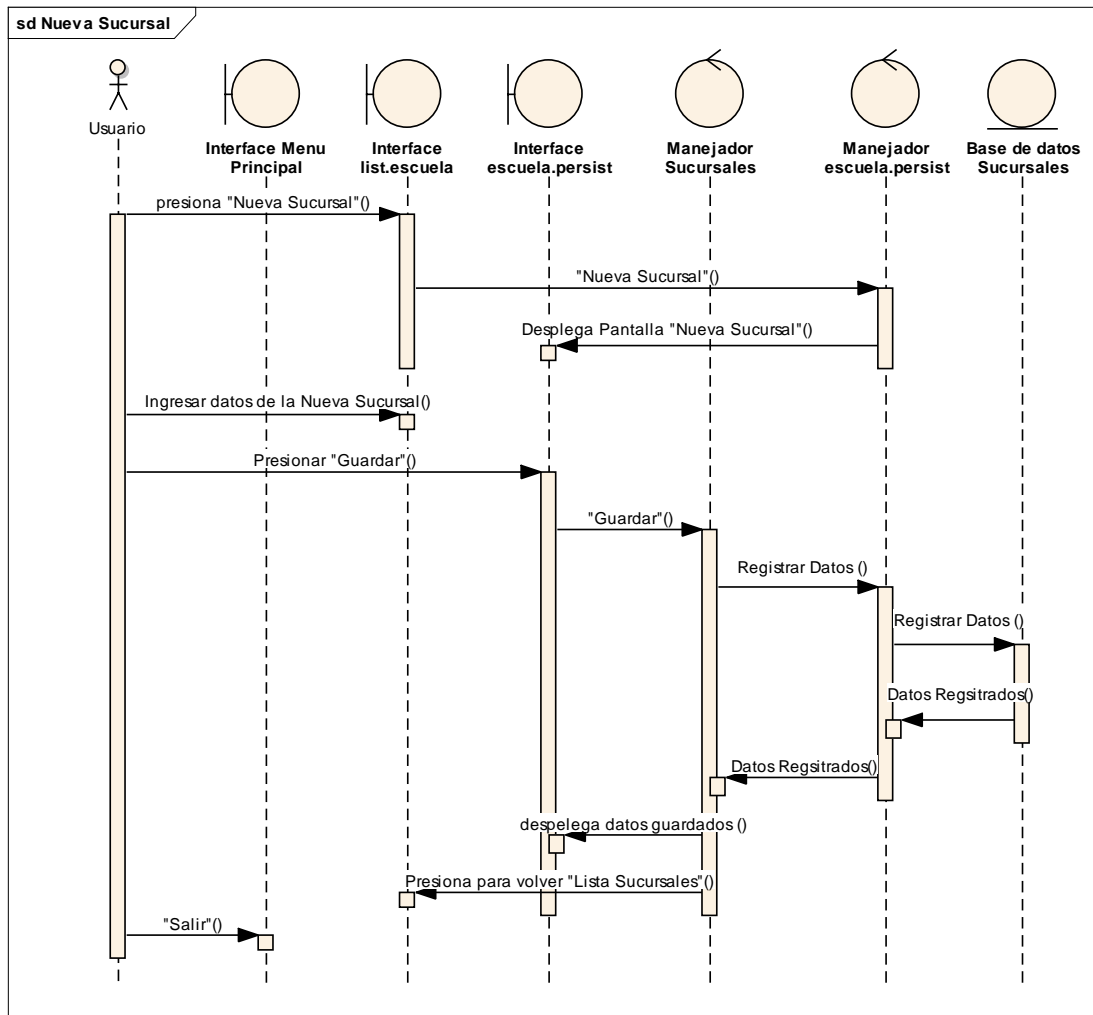 sd Nueva Sucursal
Usuario
Interface Menu
Principal
Interface
list.escuela
Interface
escuela.persist
Manejador
Sucursales
Manejador
escuela.persist
Base de datos
Sucursales
presiona "Nueva Sucursal"()
"Nueva Sucursal"()
Desplega Pantalla "Nueva Sucursal"()
Ingresar datos de la Nueva Sucursal()
Presionar "Guardar"()
"Guardar"()
Registrar Datos ()
Registrar Datos ()
Datos Regsitrados()
Datos Regsitrados()
despelega datos guardados ()
Presiona para volver "Lista Sucursales"()
"Salir"()